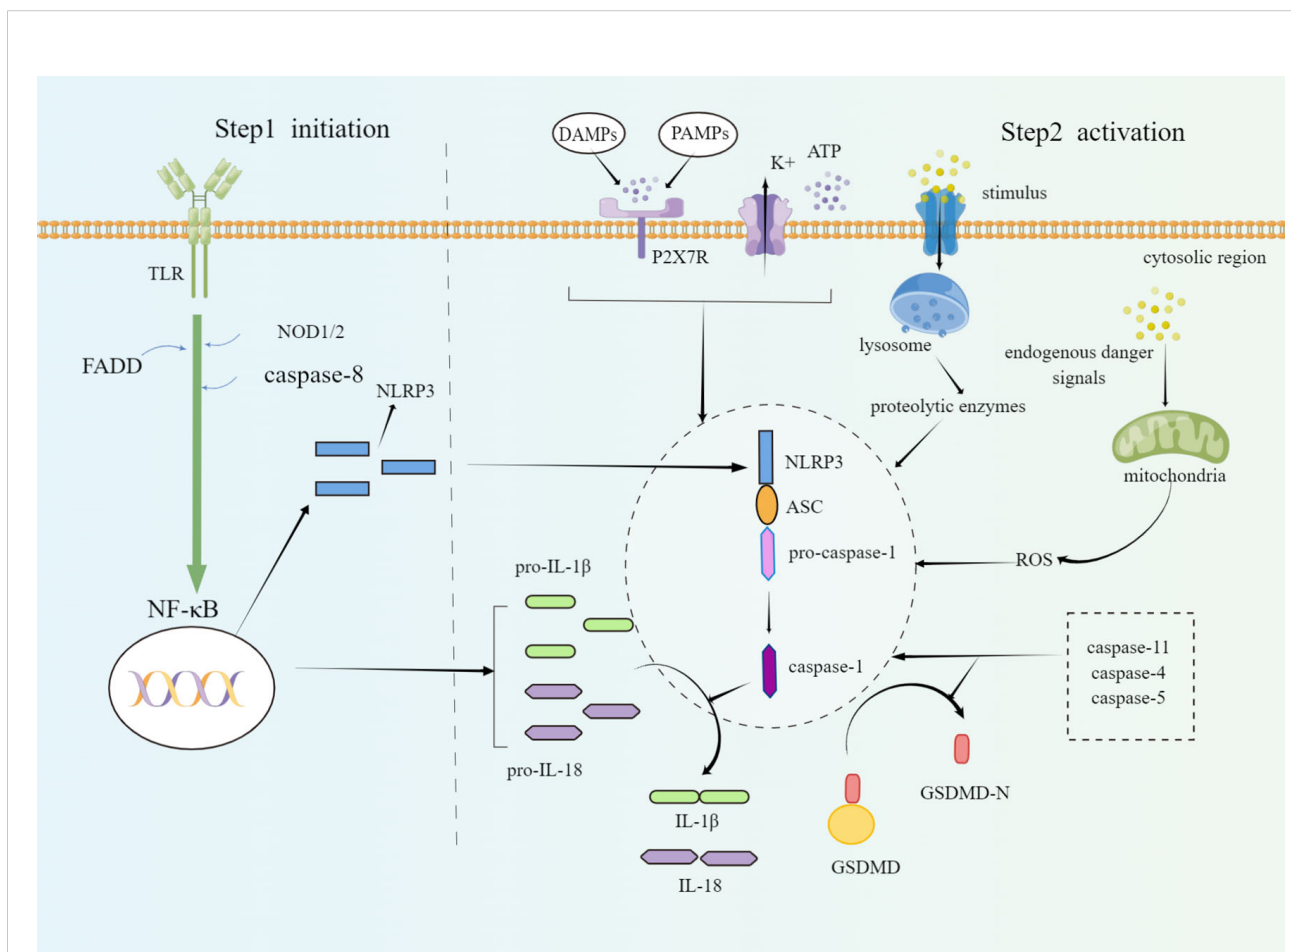 Step1 initiation
TLR
FADD
NOD1/2
caspase-8
NLRP3
NF-κB
DAMPs
PAMPs
K+
ATP
P2X7R
Step2 activation
stimulus
cytosolic region
lysosome
proteolytic enzymes
endogenous danger
signals
mitochondria
ROS
NLRP3
ASC
pro-caspase-1
caspase-1
pro-IL-1β
pro-IL-18
IL-1β
IL-18
caspase-11
caspase-4
caspase-5
GSDMD-N
GSDMD